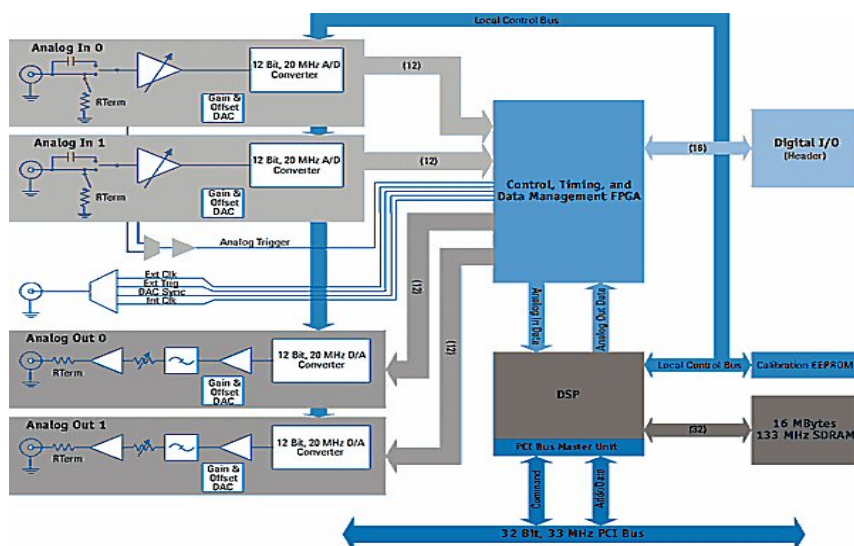 Local Control Bus
Analog In 0
12 Bit, 20 MHz A/D
Converter
(12)
RTerm
Gain &
Offset
DAC
Analog In 1
12 Bit, 20 MHz A/D
Converter
(12)
RTerm
Gain &
Offset
DAC
Control, Timing, and
Data Management FPGA
(16)
Digital I/O
(Header)
Analog Trigger
Ext Clk
Ext Trig
DAC Sync
Int Clk
(12)
(12)
Analog In Data
Analog Out Data
Analog Out 0
12 Bit, 20 MHz D/A
Converter
RTerm
Gain &
Offset
DAC
Analog Out 1
12 Bit, 20 MHz D/A
Converter
RTerm
Gain &
Offset
DAC
DSP
PCI Bus Master Unit
Local Control Bus
Calibration EEPROM
(32)
16 MBytes
133 MHz SDRAM
Command
Addr/Data
32 Bit, 33 MHz PCI Bus